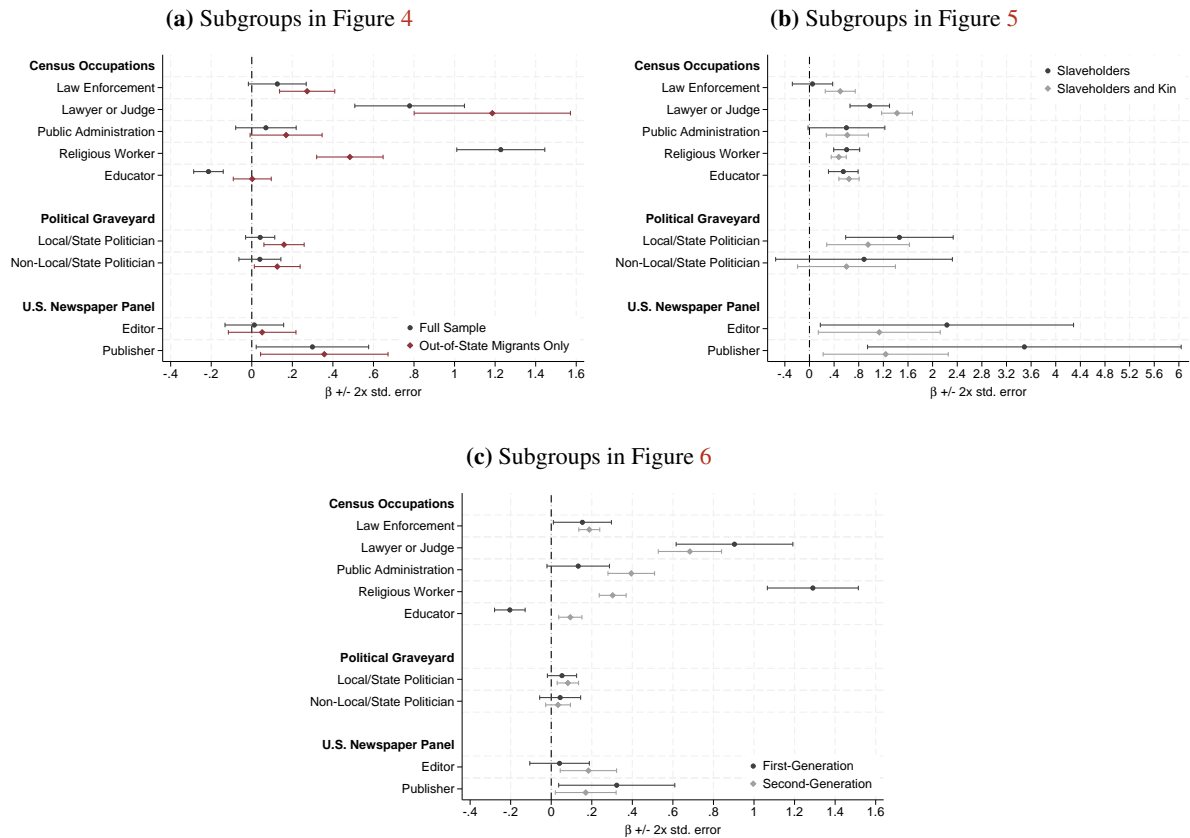 (a) Subgroups in Figure 4
Census Occupations
Law Enforcement
Lawyer or Judge
Public Administration
Religious Worker
Educator
Political Graveyard
Local/State Politician
Non-Local/State Politician
U.S. Newspaper Panel
Editor
Publisher
Full Sample
Out-of-State Migrants Only
-.4 -.2 0 .2 .4 .6 .8 1 1.2 1.4 1.6
β +/- 2x std. error
(b) Subgroups in Figure 5
Census Occupations
Law Enforcement
Lawyer or Judge
Public Administration
Religious Worker
Educator
Political Graveyard
Local/State Politician
Non-Local/State Politician
U.S. Newspaper Panel
Editor
Publisher
Slaveholders
Slaveholders and Kin
-.4 0 .4 .8 1.2 1.6 2 2.4 2.8 3.2 3.6 4 4.4 4.8 5.2 5.6 6
β +/- 2x std. error
(c) Subgroups in Figure 6
Census Occupations
Law Enforcement
Lawyer or Judge
Public Administration
Religious Worker
Educator
Political Graveyard
Local/State Politician
Non-Local/State Politician
U.S. Newspaper Panel
Editor
Publisher
First-Generation
Second-Generation
-.4 -.2 0 .2 .4 .6 .8 1 1.2 1.4 1.6
β +/- 2x std. error